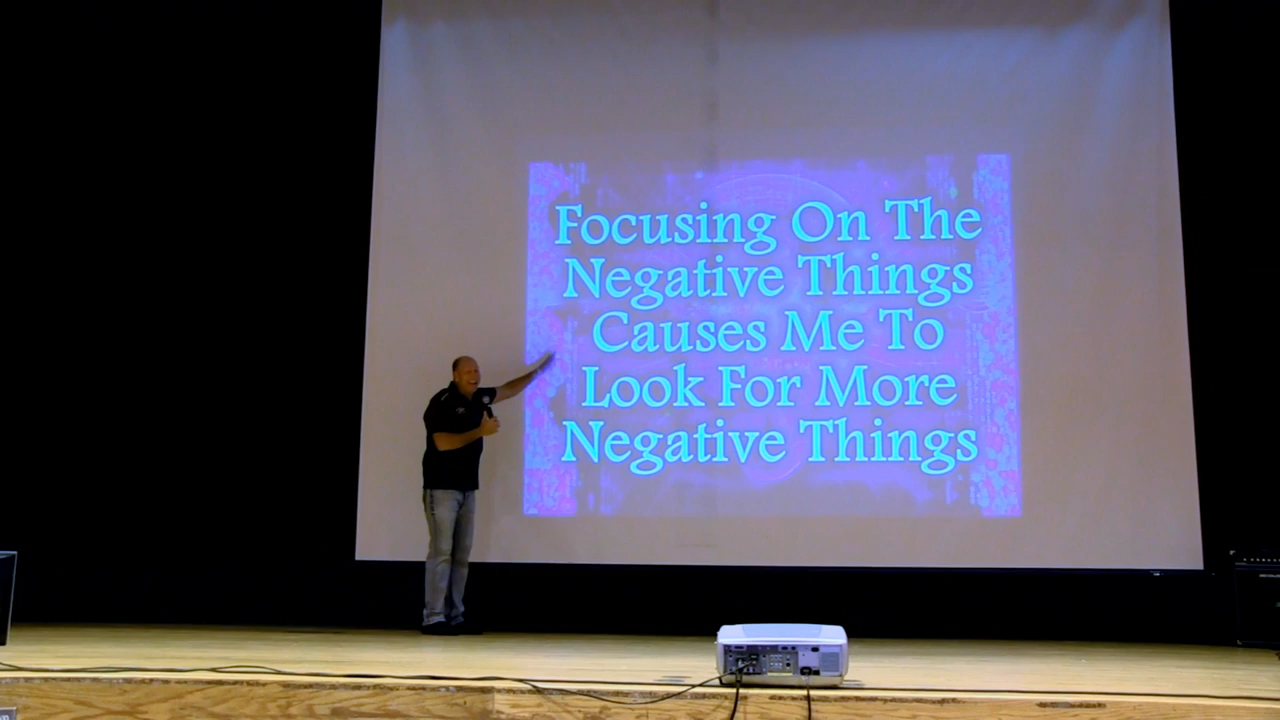 Focusing On The
Negative Things
Causes Me To
Look For More
Negative Things